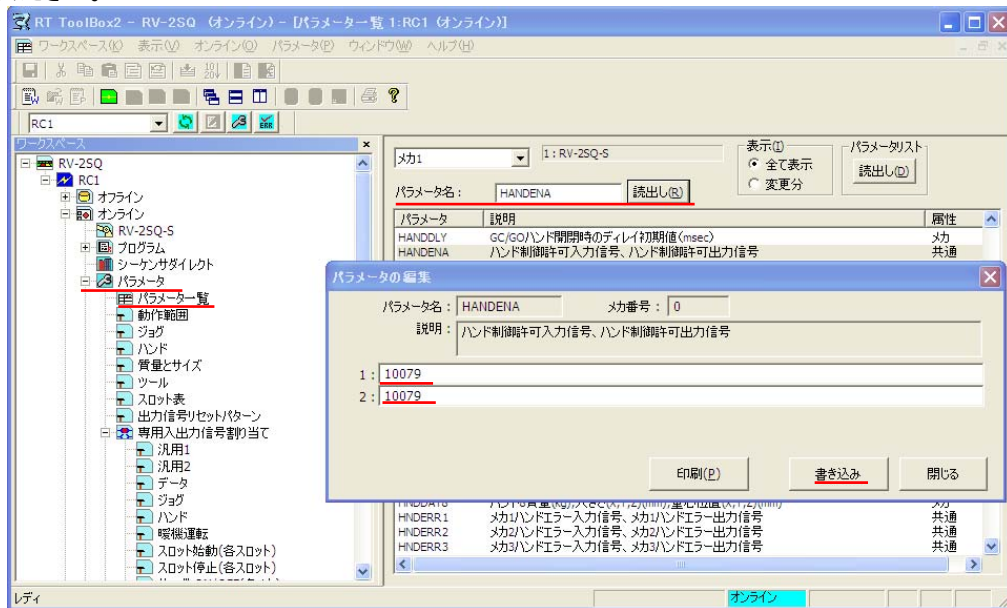 RT ToolBox2 - RV-2SQ (オンライン) - [パラメーター覧 1:RC1 (オンライン)]
ワークスペース(K) 表示(V) オンライン(O) パラメータ(P) ウィンドウ(W) ヘルプ(H)
RC1
ワークスペース
RV-2SQ
RC1
オフライン
オンライン
RV-2SQ-S
プログラム
シーケンサダイレクト
パラメータ
パラメーター覧
動作範囲
ジョグ
ハンド
質量とサイズ
ツール
スロット表
出力信号リセットパターン
専用入出力信号割り当て
汎用1
汎用2
データ
ジョグ
ハンド
暖機運転
スロット始動(各スロット)
スロット停止(各スロット)
メカ1
1 : RV-2SQ-S
表示(I)
全て表示
変更分
パラメータリスト
読出し(D)
パラメータ名 :
HANDENA
読出し(R)
パラメータ 説明 属性
HANDDLY GC/GOハンド開閉時のディレイ初期値(msec) メカ
HANDENA ハンド制御許可入力信号、ハンド制御許可出力信号 共通
パラメータの編集
パラメータ名 : HANDENA メカ番号 : 0
説明 : ハンド制御許可入力信号、ハンド制御許可出力信号
1 : 10079
2 : 10079
印刷(P) 書き込み 閉じる
HNDERR1 メカ1ハンドエラー入力信号、メカ1ハンドエラー出力信号 共通
HNDERR2 メカ2ハンドエラー入力信号、メカ2ハンドエラー出力信号 共通
HNDERR3 メカ3ハンドエラー入力信号、メカ3ハンドエラー出力信号 共通
レディ
オンライン